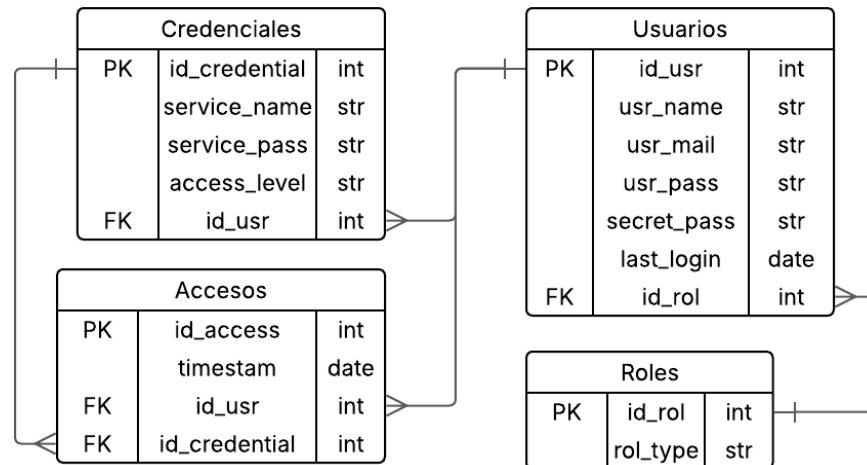 Credenciales
PK id_credential int
service_name str
service_pass str
access_level str
FK id_usr int
Usuarios
PK id_usr int
usr_name str
usr_mail str
usr_pass str
secret_pass str
last_login date
FK id_rol int
Accesos
PK id_access int
timestam date
FK id_usr int
FK id_credential int
Roles
PK id_rol int
rol_type str